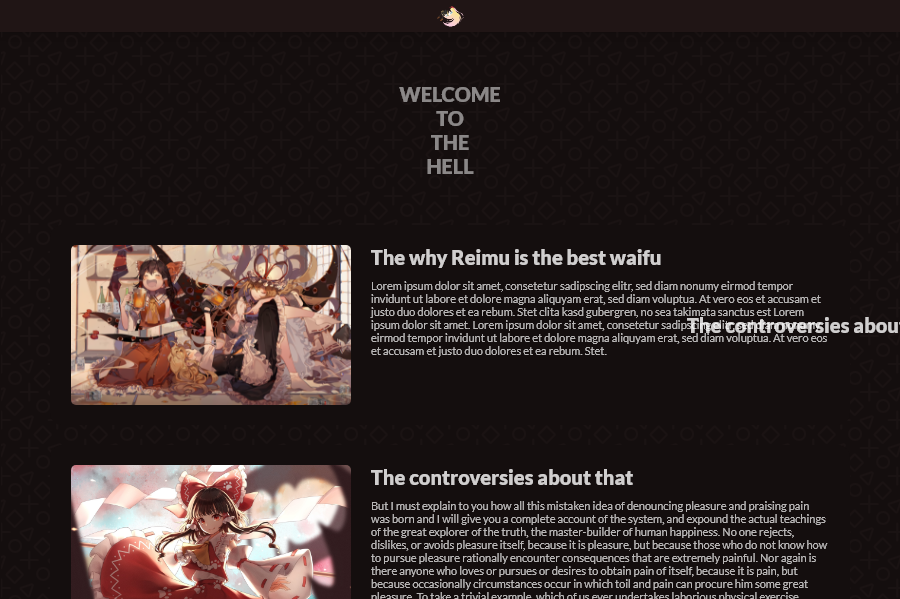 WELCOME
TO
THE
HELL
The why Reimu is the best waifu
Lorem ipsum dolor sit amet, consetetur sadipscing elitr, sed diam nonumy eirmod tempor
invidunt ut labore et dolore magna aliquyam erat, sed diam voluptua. At vero eos et accusam et
justo duo dolores et ea rebum. Stet clita kasd gubergren, no sea takimata sanctus est Lorem
ipsum dolor sit amet. Lorem ipsum dolor sit amet, consetetur
The controversies about
eirmod tempor invidunt ut labore et dolore magna aliquyam erat, sed diam voluptua. At vero eos
et accusam et justo duo dolores et ea rebum. Stet.
The controversies about that
But I must explain to you how all this mistaken idea of denouncing pleasure and praising pain
was born and I will give you a complete account of the system, and expound the actual teachings
of the great explorer of the truth, the master-builder of human happiness. No one rejects,
dislikes, or avoids pleasure itself, because it is pleasure, but because those who do not know how
to pursue pleasure rationally encounter consequences that are extremely painful. Nor again is
there anyone who loves or pursues or desires to obtain pain of itself, because it is pain, but
because occasionally circumstances occur in which toil and pain can procure him some great
pleasure. To take a trivial example, which of us ever undertakes laborious physical exercise,